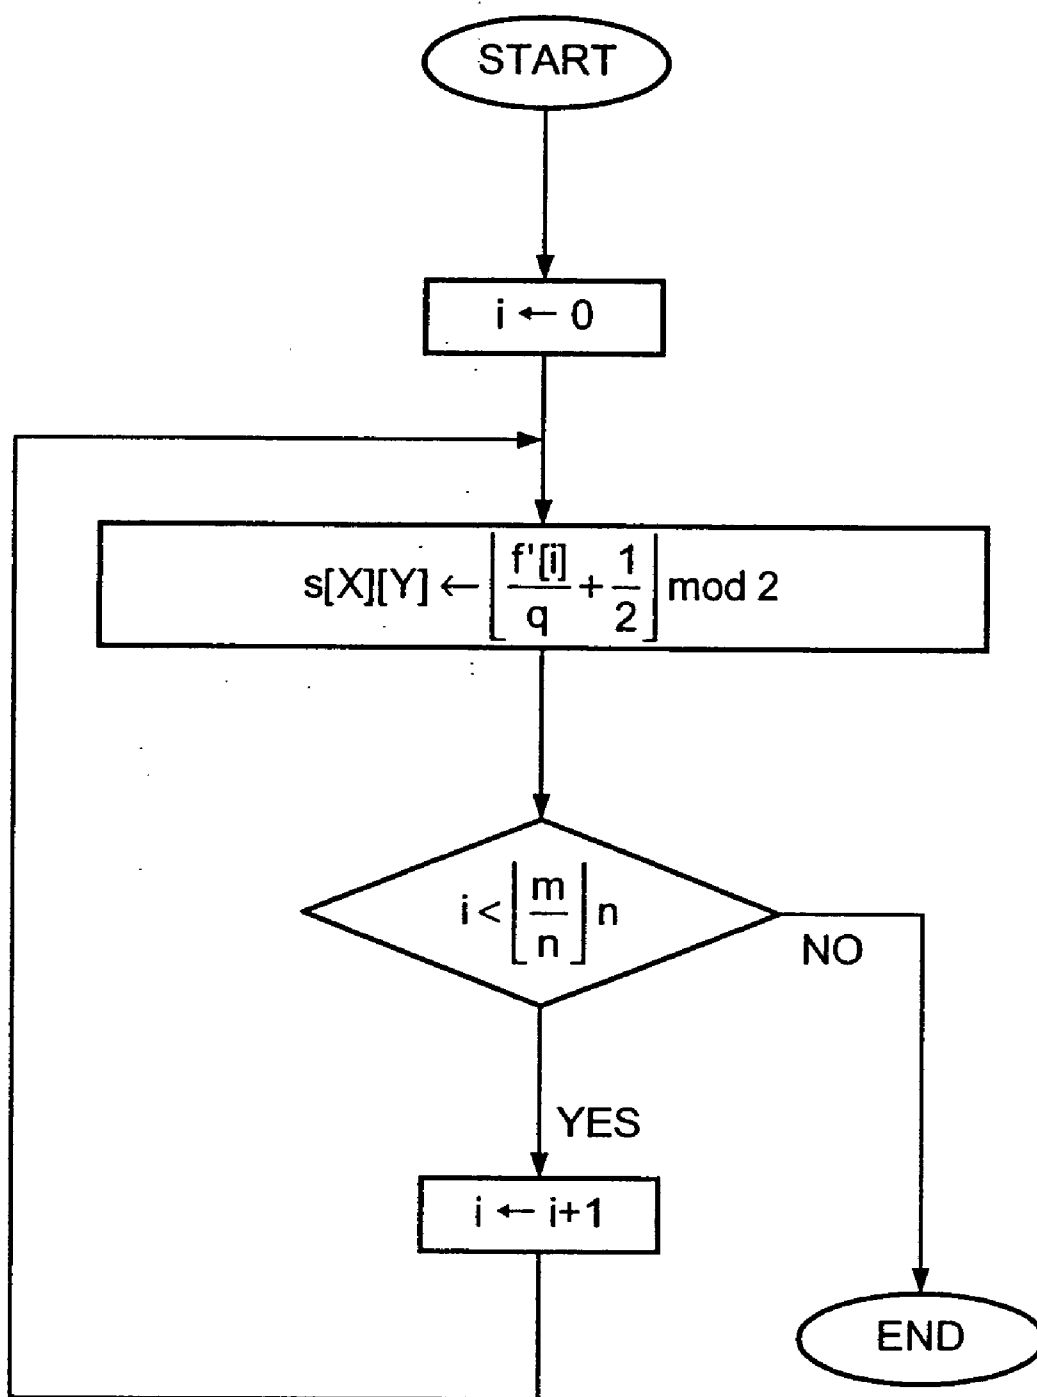 START
i ← 0
s[X][Y] ← ⌊ f'[i]/q + 1/2 ⌋ mod 2
i < ⌊ m/n ⌋ n
NO
YES
i ← i+1
END